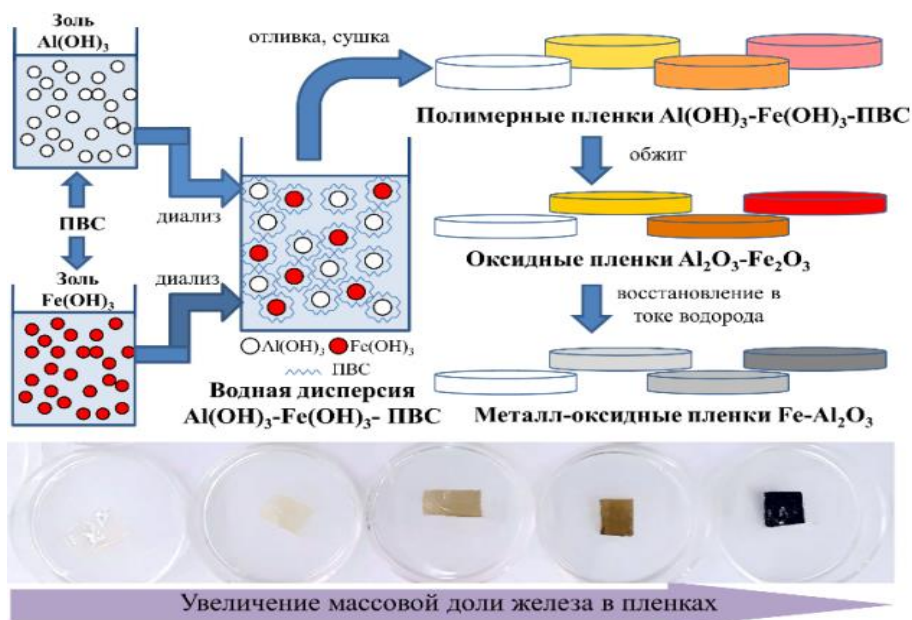 Золь
Al(OH)₃
ПВС
Золь
Fe(OH)₃
диализ
диализ
отливка, сушка
Al(OH)₃ Fe(OH)₃
ПВС
Водная дисперсия
Al(OH)₃-Fe(OH)₃- ПВС
Полимерные пленки Al(OH)₃-Fe(OH)₃-ПВС
обжиг
Оксидные пленки Al₂O₃-Fe₂O₃
восстановление в
токе водорода
Металл-оксидные пленки Fe-Al₂O₃
Увеличение массовой доли железа в пленках